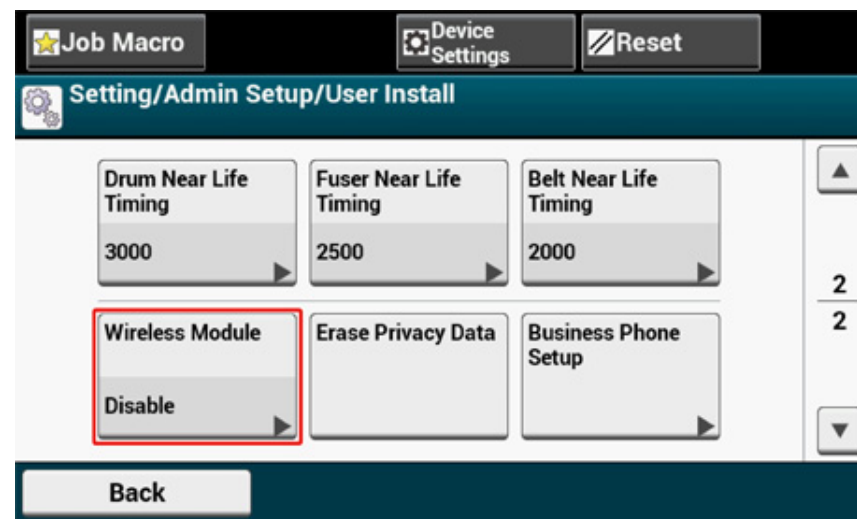 Job Macro
Device
Settings
Reset
Setting/Admin Setup/User Install
Drum Near Life
Timing
3000
Fuser Near Life
Timing
2500
Belt Near Life
Timing
2000
2
2
Wireless Module
Disable
Erase Privacy Data
Business Phone
Setup
Back